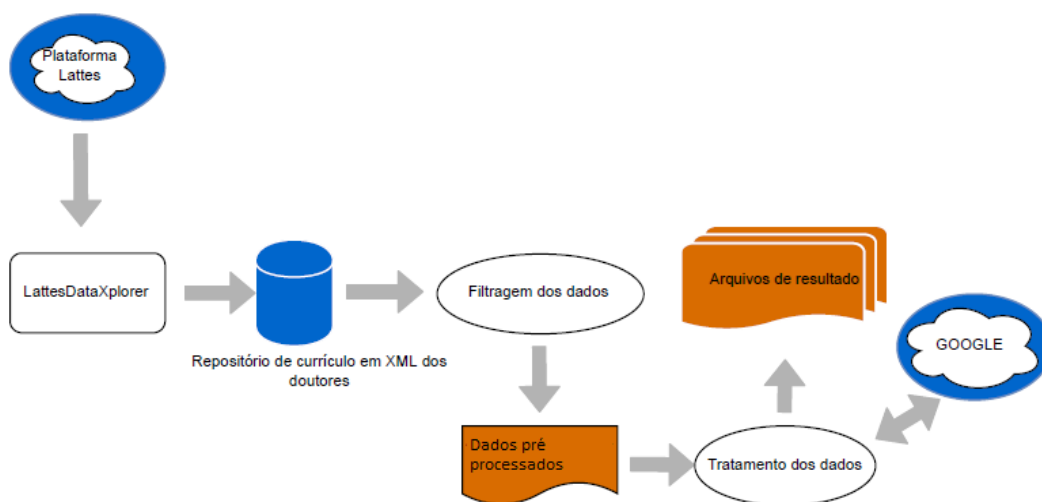 Plataforma
Lattes
LattesDataXplorer
Repositório de currículo em XML dos
doutores
Filtragem dos dados
Arquivos de resultado
GOOGLE
Dados pré
processados
Tratamento dos dados